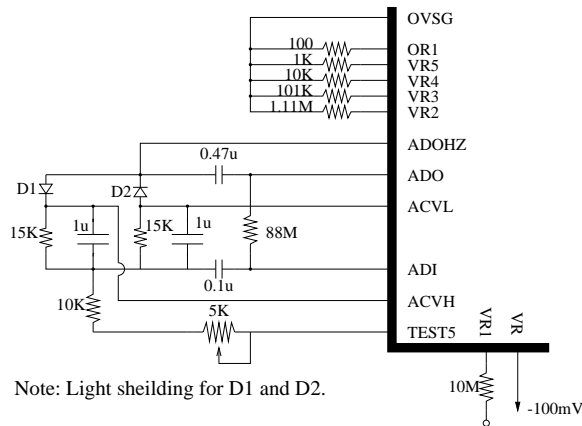 OVSG
100
OR1
1K
VR5
10K
VR4
101K
VR3
1.11M
VR2
ADOHZ
0.47u
D1
D2
ADO
ACVL
15K
1u
15K
1u
88M
ADI
0.1u
10K
5K
ACVH
TEST5
VR1
VR
10M
-100mV
Note: Light sheilding for D1 and D2.